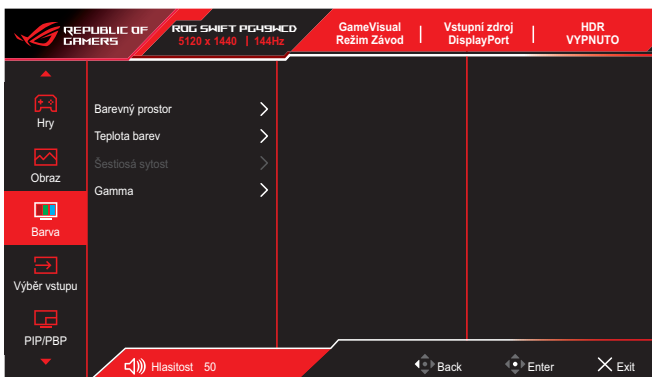 REPUBLIC OF
GAMERS
ROG SWIFT PG49WCD
5120 x 1440 | 144Hz
GameVisual
Režim Závod
Vstupní zdroj
DisplayPort
HDR
VYPNUTO
Hry
Obraz
Barva
Výběr vstupu
PIP/PBP
Barevný prostor
Teplota barev
Šestiosá sytost
Gamma
Hlasitost 50
Back
Enter
Exit